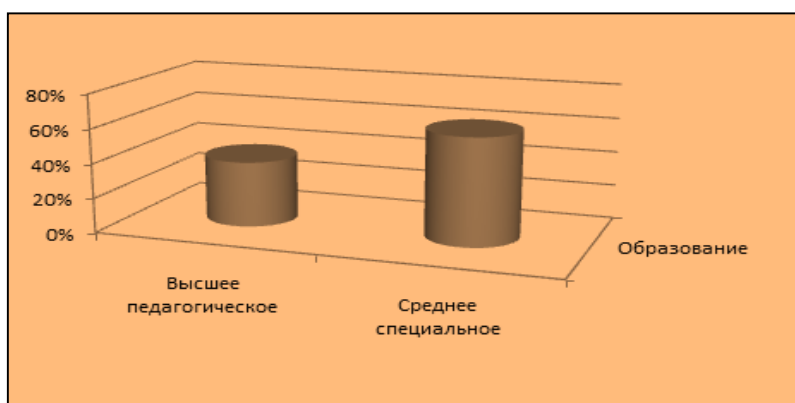 80%
60%
40%
20%
0%
Высшее
педагогическое
Среднее
специальное
Образование